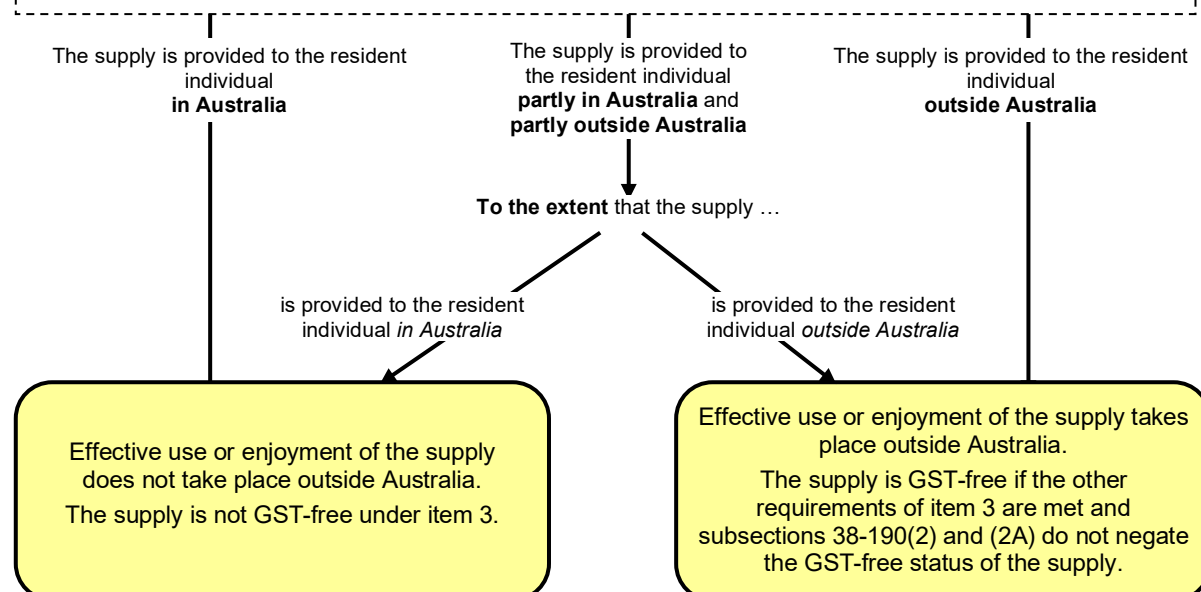 The supply is provided to the resident
individual
in Australia
The supply is provided to
the resident individual
partly in Australia and
partly outside Australia
The supply is provided to the resident
individual
outside Australia
To the extent that the supply …
is provided to the resident
individual in Australia
is provided to the resident
individual outside Australia
Effective use or enjoyment of the supply
does not take place outside Australia.
The supply is not GST-free under item 3.
Effective use or enjoyment of the supply takes
place outside Australia.
The supply is GST-free if the other
requirements of item 3 are met and
subsections 38-190(2) and (2A) do not negate
the GST-free status of the supply.